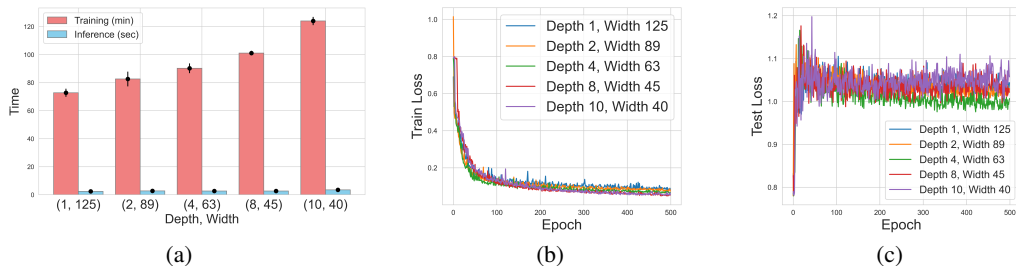 Training (min)
Inference (sec)
Time
120
100
80
60
40
20
0
(1, 125) (2, 89) (4, 63) (8, 45) (10, 40)
Depth, Width
(a)
Train Loss
1.0
0.8
0.6
0.4
0.2
Depth 1, Width 125
Depth 2, Width 89
Depth 4, Width 63
Depth 8, Width 45
Depth 10, Width 40
0 100 200 300 400 500
Epoch
(b)
Test Loss
1.2
1.1
1.0
0.9
0.8
Depth 1, Width 125
Depth 2, Width 89
Depth 4, Width 63
Depth 8, Width 45
Depth 10, Width 40
0 100 200 300 400 500
Epoch
(c)